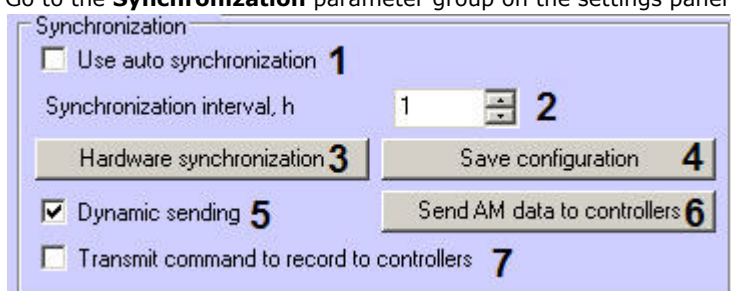 Go to the Synchronization parameter group on the settings panel
Synchronization
Use auto synchronization 1
Synchronization interval, h 1 2
Hardware synchronization 3 Save configuration 4
Dynamic sending 5 Send AM data to controllers 6
Transmit command to record to controllers 7